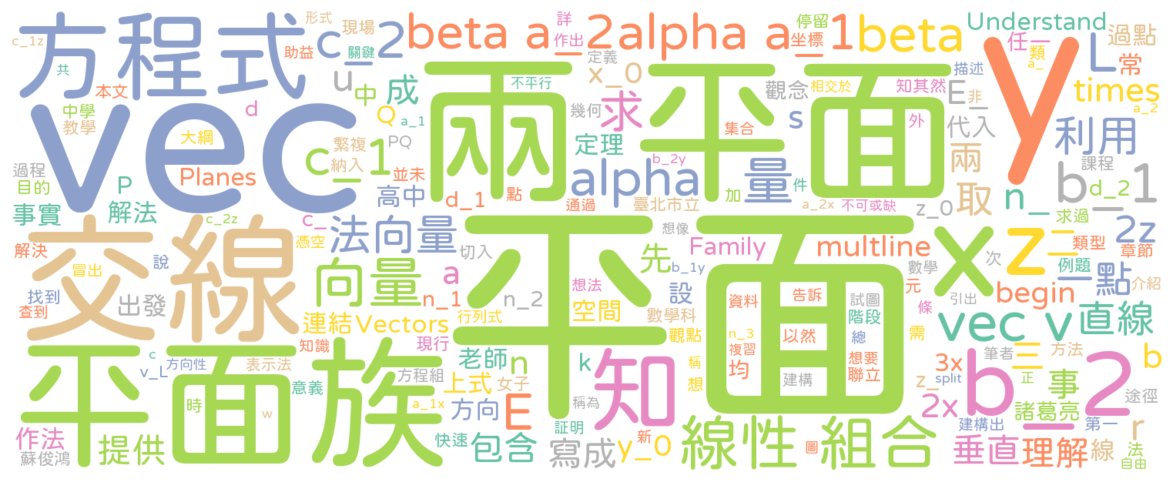 方程式
c_2
beta a_2
alpha a_1
beta
Understand
y
L
過點
常
times
任一
類
a_
描述
a_2
c_1z
形式
現場
助益
關鍵
共
本文
中學
教學
大綱
d
u
中
成
Q
a_1
PQ
繁複
納入
c_1
vec
兩平面
不平行
作出
詳
定義
x_0
幾何
求
集合
定理
坐標
停留
觀念
相交於
知其然
s
外
E_
代入
非
利用
兩
過程
目的
事實
P
解法
Planes
並未
高中
d_1
點
件
通過
alpha
b_2y
加
量
臺北市立
a_2x
不可或缺
z_0
取
n_
b_1
d_2
課程
求過
2z
類型
章節
解決
冒出
說
憑空
c_2z
c_
交線
法向量
切入
平面
想像
Family
b_1y
先
multline
x
z
二
一點
例題
介紹
找到
查到
出發
向量
a
n_1
n_2
想法
設
空間
數學科
資料
告訴
試圖
階段
數學
元
次
條
引出
begin
vec v
直線
連結
Vectors
行列式
知識
現行
觀點
n_3
複習
以然
總
需
均
想要
聯立
建構
稱
想
c
v_L
方向性
表示法
意義
方程組
老師
n
k
知
z_
3x
split
三
b_2
b
方法
途徑
正
事
平面族
時
w
a_1x
上式
女子
方向
E
稱為
2x
建構出
諸葛亮
第一
r
作法
蘇俊鴻
提供
快速
包含
証明
寫成
新
y_0
線性組合
圖
垂直
理解
線
法
自由